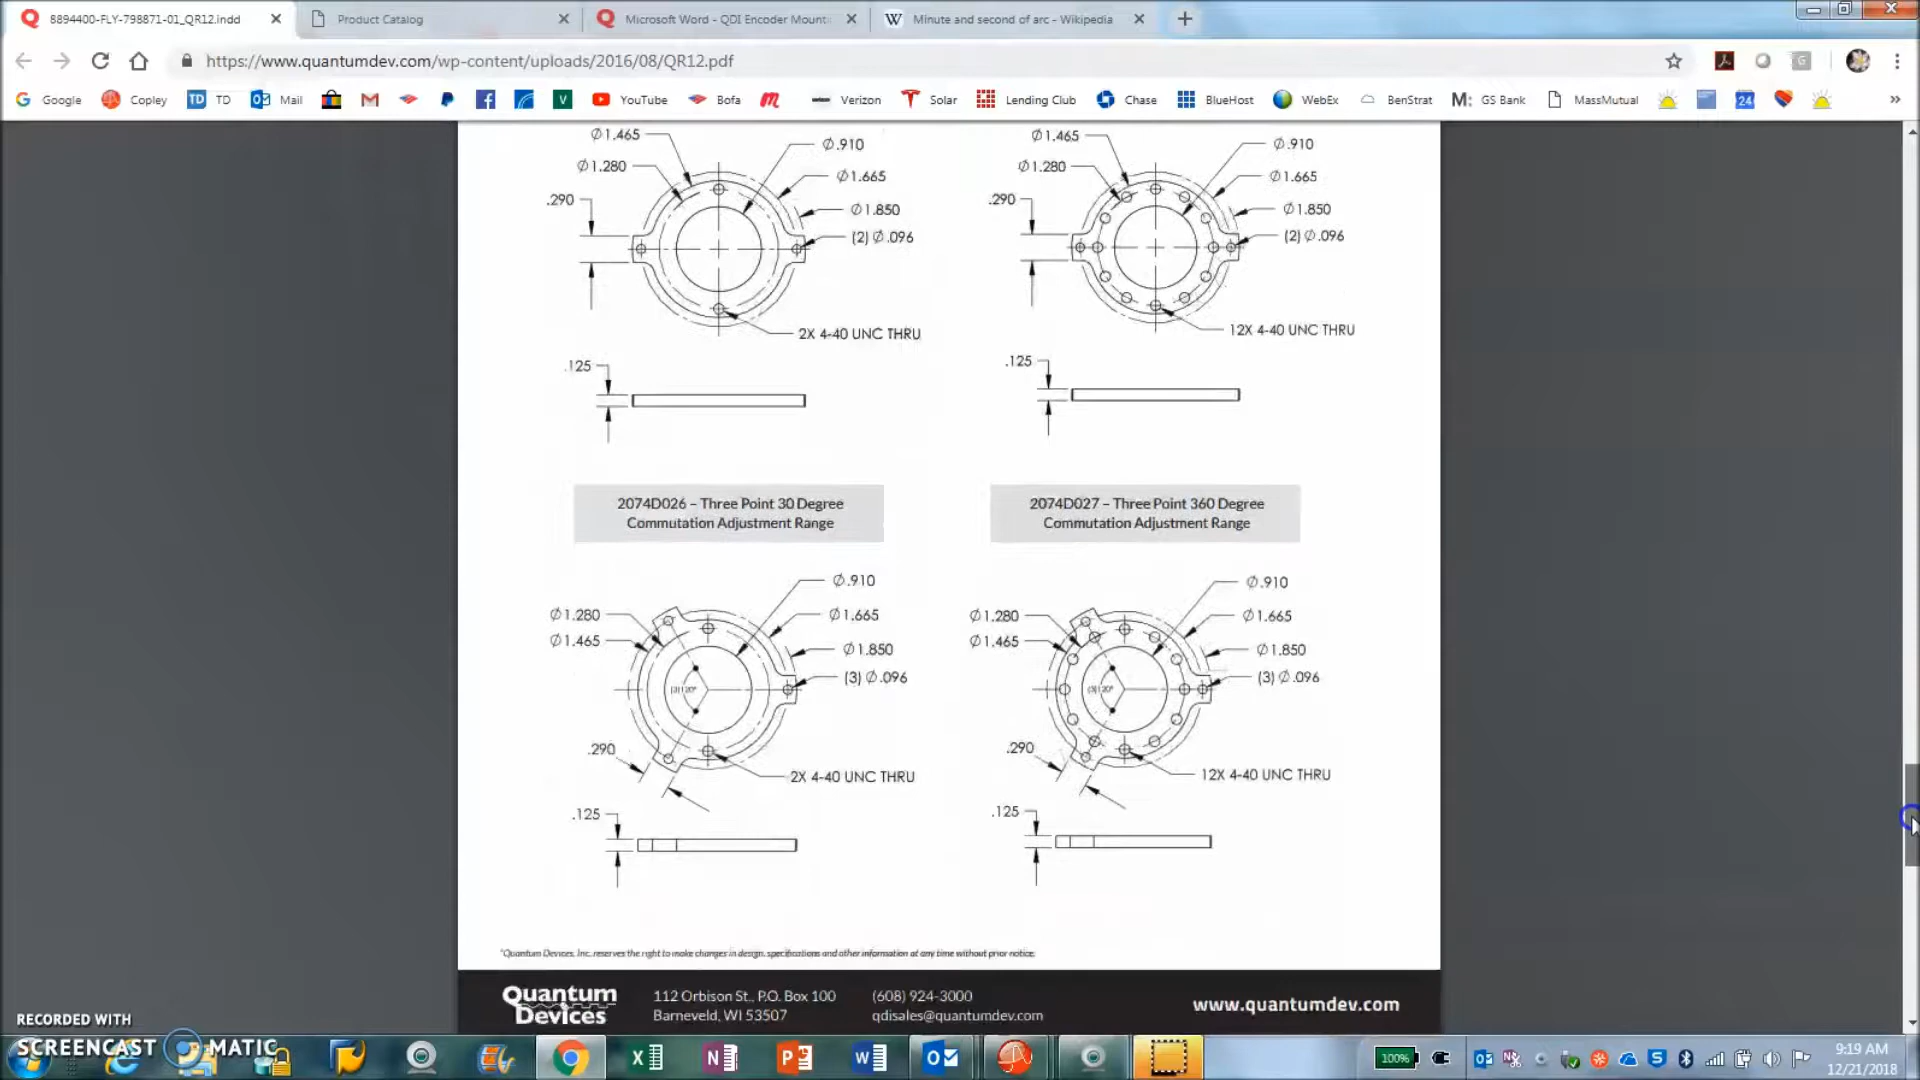 8894400-FLY-798871-01_QR12.indd
Product Catalog
Microsoft Word - QDI Encoder Mount
Minute and second of arc - Wikipedia
https://www.quantumdev.com/wp-content/uploads/2016/08/QR12.pdf
Google Copley TD TD Mail YouTube Bofa Verizon Solar Lending Club Chase BlueHost WebEx BenStrat M: GS Bank MassMutual 24 »
Ø1.465 Ø.910
Ø1.280 Ø1.665
.290 Ø1.850
(2) Ø.096
2X 4-40 UNC THRU
.125
Ø1.465 Ø.910
Ø1.280 Ø1.665
.290 Ø1.850
(2) Ø.096
12X 4-40 UNC THRU
.125
2074D026 – Three Point 30 Degree
Commutation Adjustment Range
2074D027 – Three Point 360 Degree
Commutation Adjustment Range
Ø.910
Ø1.280 Ø1.665
Ø1.465 Ø1.850
(3) Ø.096
(3)120°
.290
2X 4-40 UNC THRU
.125
Ø.910
Ø1.280 Ø1.665
Ø1.465 Ø1.850
(3) Ø.096
(3)120°
.290
12X 4-40 UNC THRU
.125
*Quantum Devices, Inc. reserves the right to make changes in design, specifications and other information at any time without prior notice.
Quantum
Devices
112 Orbison St., P.O. Box 100
Barneveld, WI 53507
(608) 924-3000
qdisales@quantumdev.com
www.quantumdev.com
RECORDED WITH
SCREENCAST MATIC
100%
9:19 AM
12/21/2018